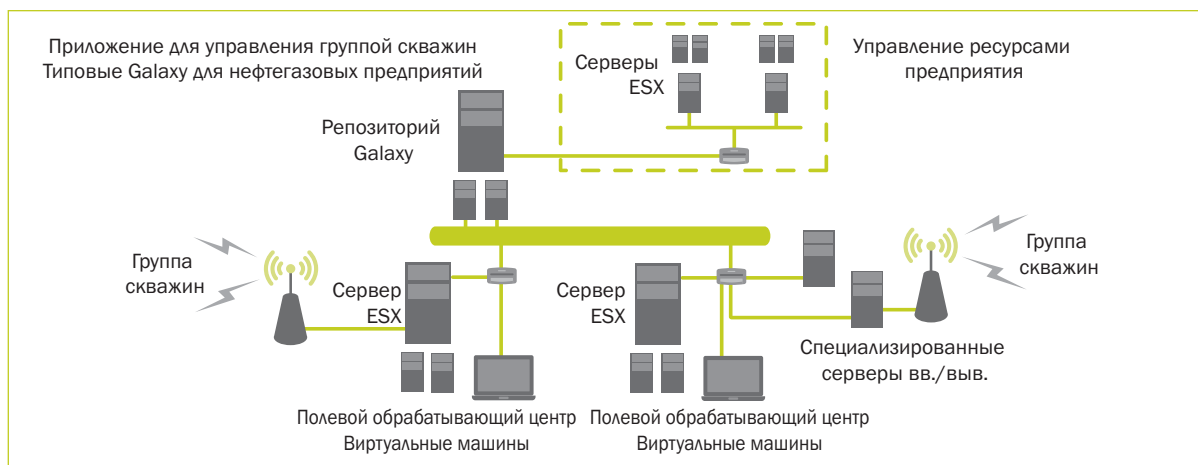 Приложение для управления группой скважин
Типовые Galaxy для нефтегазовых предприятий
Серверы
ESX
Управление ресурсами
предприятия
Репозиторий
Galaxy
Группа
скважин
Сервер
ESX
Сервер
ESX
Группа
скважин
Специализированные
серверы вв./выв.
Полевой обрабатывающий центр
Виртуальные машины
Полевой обрабатывающий центр
Виртуальные машины